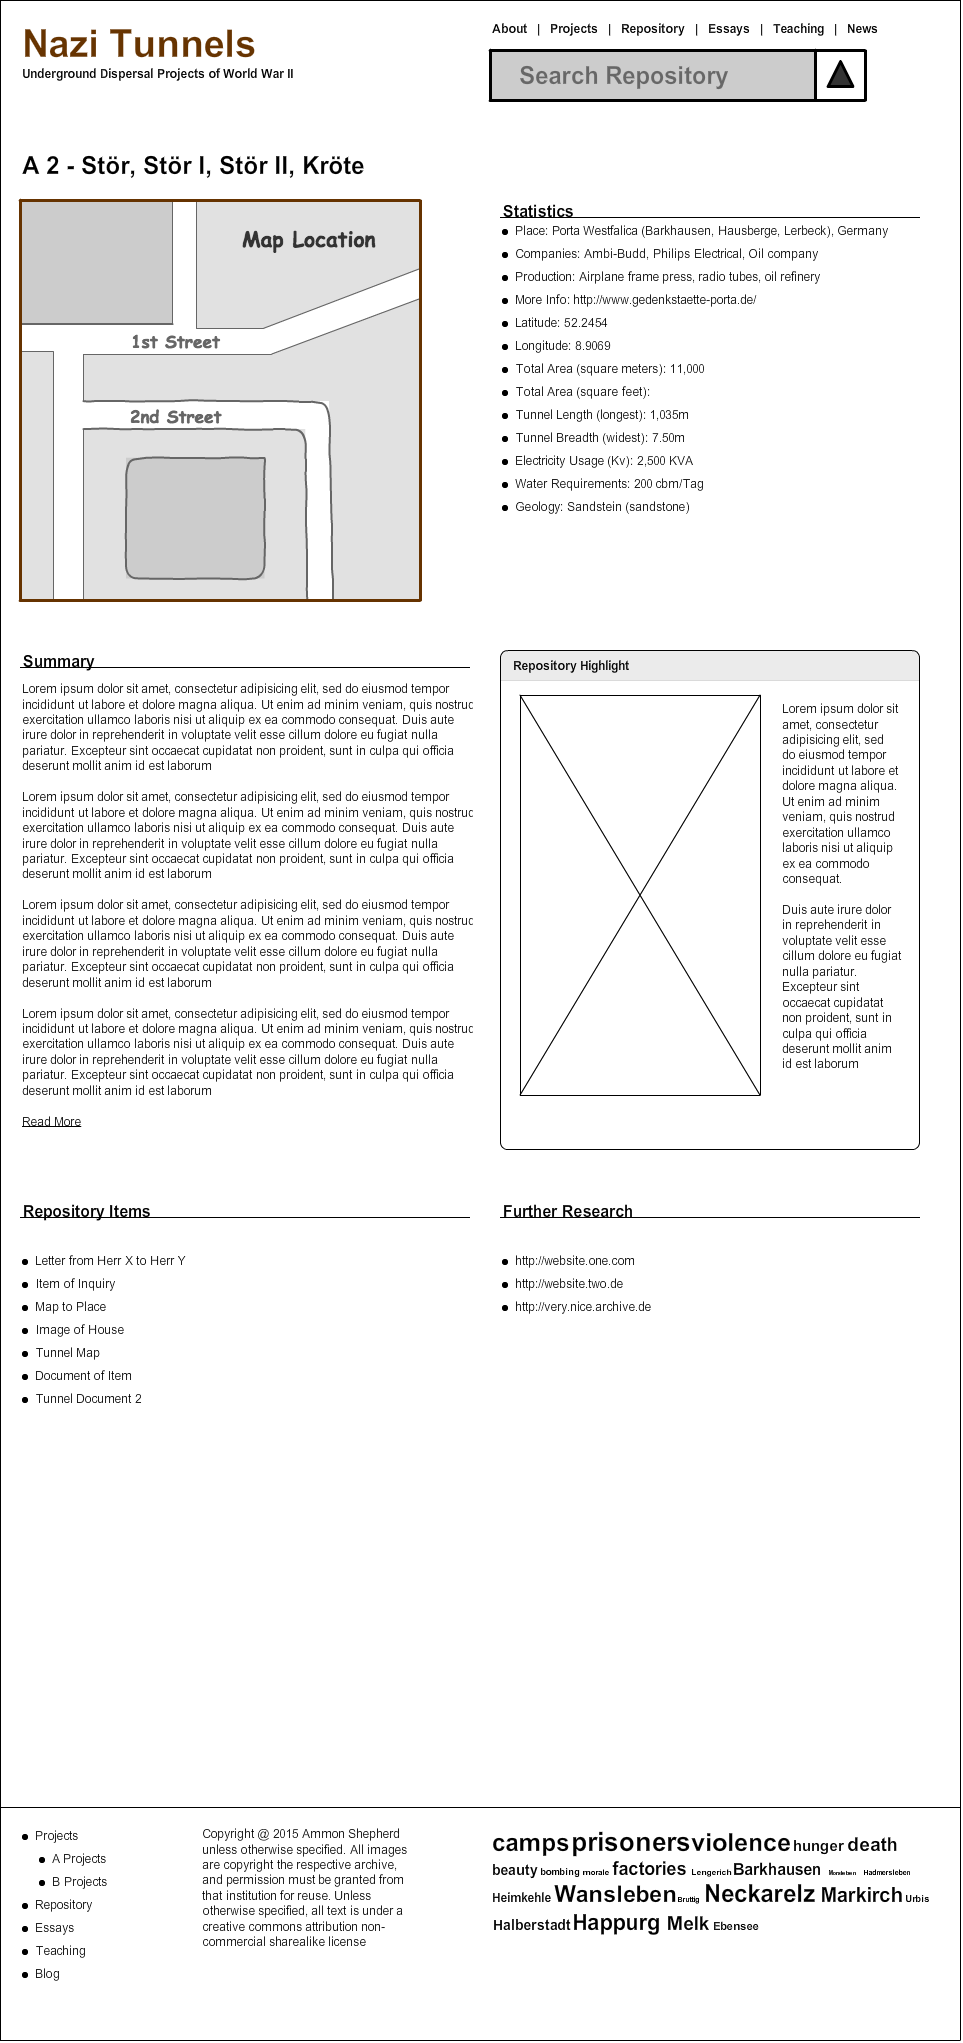 Nazi Tunnels
Underground Dispersal Projects of World War II
About | Projects | Repository | Essays | Teaching | News
Search Repository
A 2 - Stör, Stör I, Stör II, Kröte
Map Location
1st Street
2nd Street
Statistics
Place: Porta Westfalica (Barkhausen, Hausberge, Lerbeck), Germany
Companies: Ambi-Budd, Philips Electrical, Oil company
Production: Airplane frame press, radio tubes, oil refinery
More Info: http://www.gedenkstaette-porta.de/
Latitude: 52.2454
Longitude: 8.9069
Total Area (square meters): 11,000
Total Area (square feet):
Tunnel Length (longest): 1,035m
Tunnel Breadth (widest): 7.50m
Electricity Usage (Kv): 2,500 KVA
Water Requirements: 200 cbm/Tag
Geology: Sandstein (sandstone)
Summary
Lorem ipsum dolor sit amet, consectetur adipisicing elit, sed do eiusmod tempor
incididunt ut labore et dolore magna aliqua. Ut enim ad minim veniam, quis nostrud
exercitation ullamco laboris nisi ut aliquip ex ea commodo consequat. Duis aute
irure dolor in reprehenderit in voluptate velit esse cillum dolore eu fugiat nulla
pariatur. Excepteur sint occaecat cupidatat non proident, sunt in culpa qui officia
deserunt mollit anim id est laborum
Lorem ipsum dolor sit amet, consectetur adipisicing elit, sed do eiusmod tempor
incididunt ut labore et dolore magna aliqua. Ut enim ad minim veniam, quis nostrud
exercitation ullamco laboris nisi ut aliquip ex ea commodo consequat. Duis aute
irure dolor in reprehenderit in voluptate velit esse cillum dolore eu fugiat nulla
pariatur. Excepteur sint occaecat cupidatat non proident, sunt in culpa qui officia
deserunt mollit anim id est laborum
Lorem ipsum dolor sit amet, consectetur adipisicing elit, sed do eiusmod tempor
incididunt ut labore et dolore magna aliqua. Ut enim ad minim veniam, quis nostrud
exercitation ullamco laboris nisi ut aliquip ex ea commodo consequat. Duis aute
irure dolor in reprehenderit in voluptate velit esse cillum dolore eu fugiat nulla
pariatur. Excepteur sint occaecat cupidatat non proident, sunt in culpa qui officia
deserunt mollit anim id est laborum
Lorem ipsum dolor sit amet, consectetur adipisicing elit, sed do eiusmod tempor
incididunt ut labore et dolore magna aliqua. Ut enim ad minim veniam, quis nostrud
exercitation ullamco laboris nisi ut aliquip ex ea commodo consequat. Duis aute
irure dolor in reprehenderit in voluptate velit esse cillum dolore eu fugiat nulla
pariatur. Excepteur sint occaecat cupidatat non proident, sunt in culpa qui officia
deserunt mollit anim id est laborum
Read More
Repository Highlight
Lorem ipsum dolor sit
amet, consectetur
adipisicing elit, sed
do eiusmod tempor
incididunt ut labore et
dolore magna aliqua.
Ut enim ad minim
veniam, quis nostrud
exercitation ullamco
laboris nisi ut aliquip
ex ea commodo
consequat.
Duis aute irure dolor
in reprehenderit in
voluptate velit esse
cillum dolore eu fugiat
nulla pariatur.
Excepteur sint
occaecat cupidatat
non proident, sunt in
culpa qui officia
deserunt mollit anim
id est laborum
Repository Items
Letter from Herr X to Herr Y
Item of Inquiry
Map to Place
Image of House
Tunnel Map
Document of Item
Tunnel Document 2
Further Research
http://website.one.com
http://website.two.de
http://very.nice.archive.de
Projects
A Projects
B Projects
Repository
Essays
Teaching
Blog
Copyright @ 2015 Ammon Shepherd
unless otherwise specified. All images
are copyright the respective archive,
and permission must be granted from
that institution for reuse. Unless
otherwise specified, all text is under a
creative commons attribution non-
commercial sharealike license
camps prisoners violence hunger death
beauty bombing morale factories Lengerich Barkhausen Hadmersleben
Heimkehle Wansleben Bruttig Neckarelz Markirch Urbis
Halberstadt Happurg Melk Ebensee